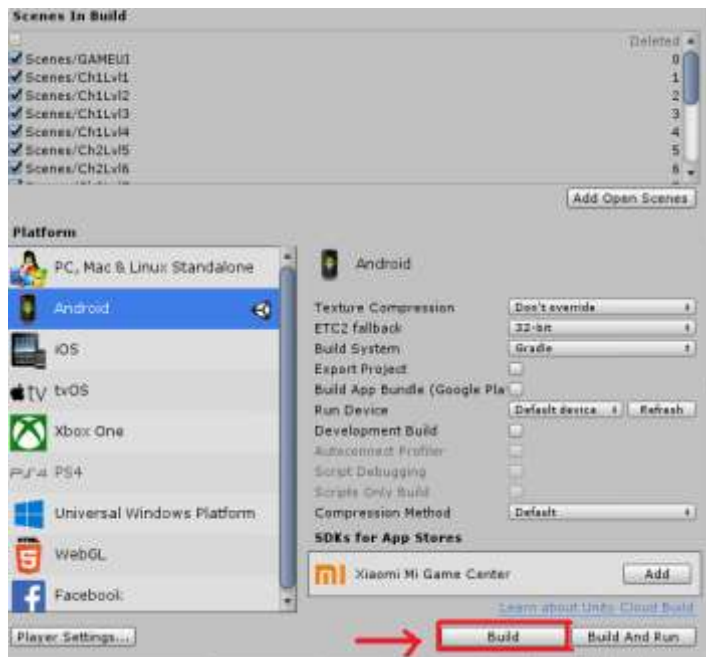 Scenes In Build
Deleted
Scenes/GAMEUI 0
Scenes/Ch1Lvl1 1
Scenes/Ch1Lvl2 2
Scenes/Ch1Lvl3 3
Scenes/Ch1Lvl4 4
Scenes/Ch2Lvl5 5
Scenes/Ch2Lvl6 6
Add Open Scenes
Platform
PC, Mac & Linux Standalone
Android
iOS
tv tvOS
Xbox One
PS4 PS4
Universal Windows Platform
5 WebGL
f Facebook
Player Settings...
Android
Texture Compression Don't override
ETC2 fallback 32-bit
Build System Gradle
Export Project
Build App Bundle (Google Pla
Run Device Default device Refresh
Development Build
Autoconnect Profiler
Script Debugging
Scripts Only Build
Compression Method Default
SDKs for App Stores
mi Xiaomi Mi Game Center Add
Learn about Unity Cloud Build
Build Build And Run